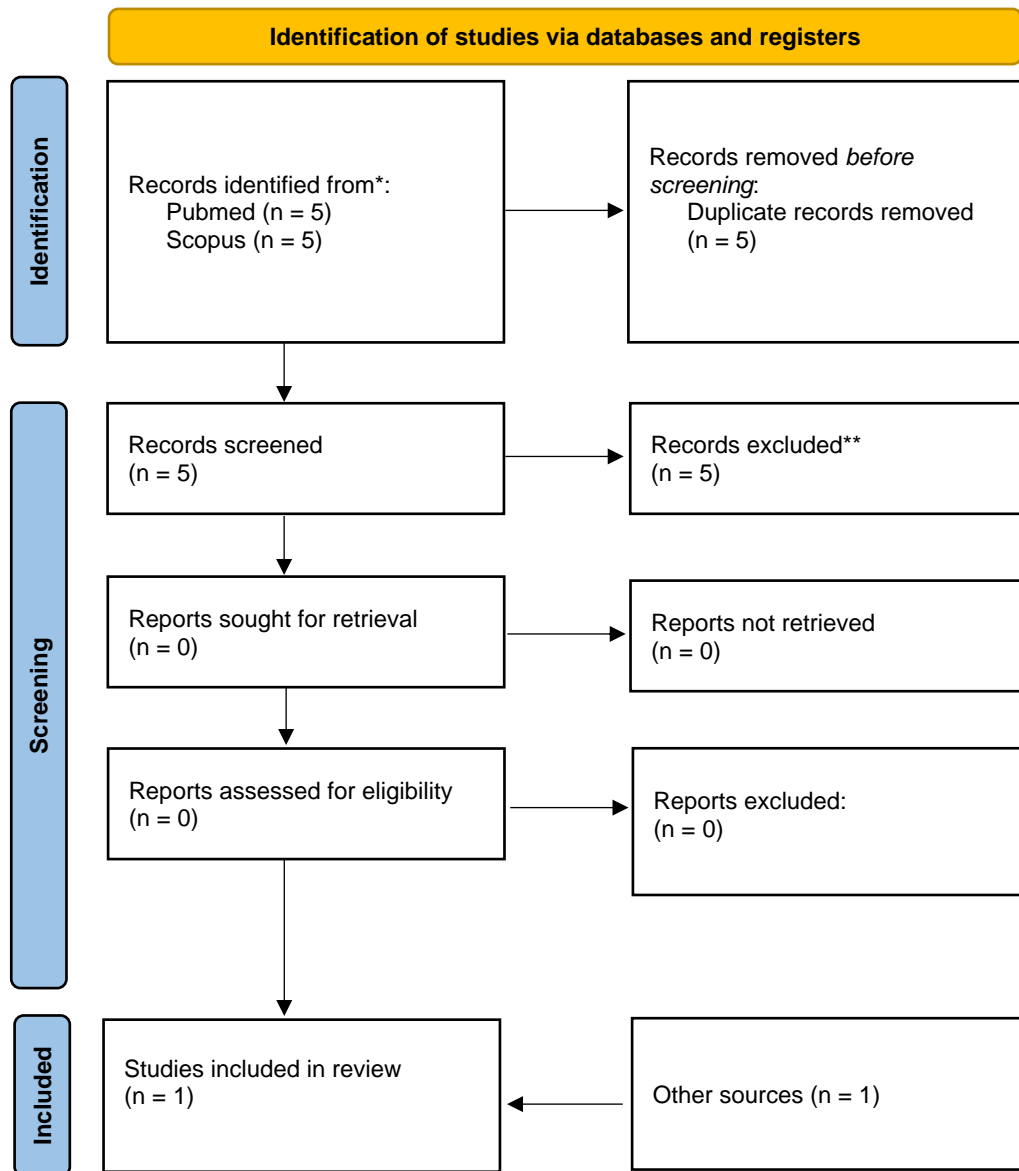 Identification of studies via databases and registers
Identification
Records identified from*:
Pubmed (n = 5)
Scopus (n = 5)
Records removed before
screening:
Duplicate records removed
(n = 5)
Screening
Records screened
(n = 5)
Records excluded**
(n = 5)
Reports sought for retrieval
(n = 0)
Reports not retrieved
(n = 0)
Reports assessed for eligibility
(n = 0)
Reports excluded:
(n = 0)
Included
Studies included in review
(n = 1)
Other sources (n = 1)